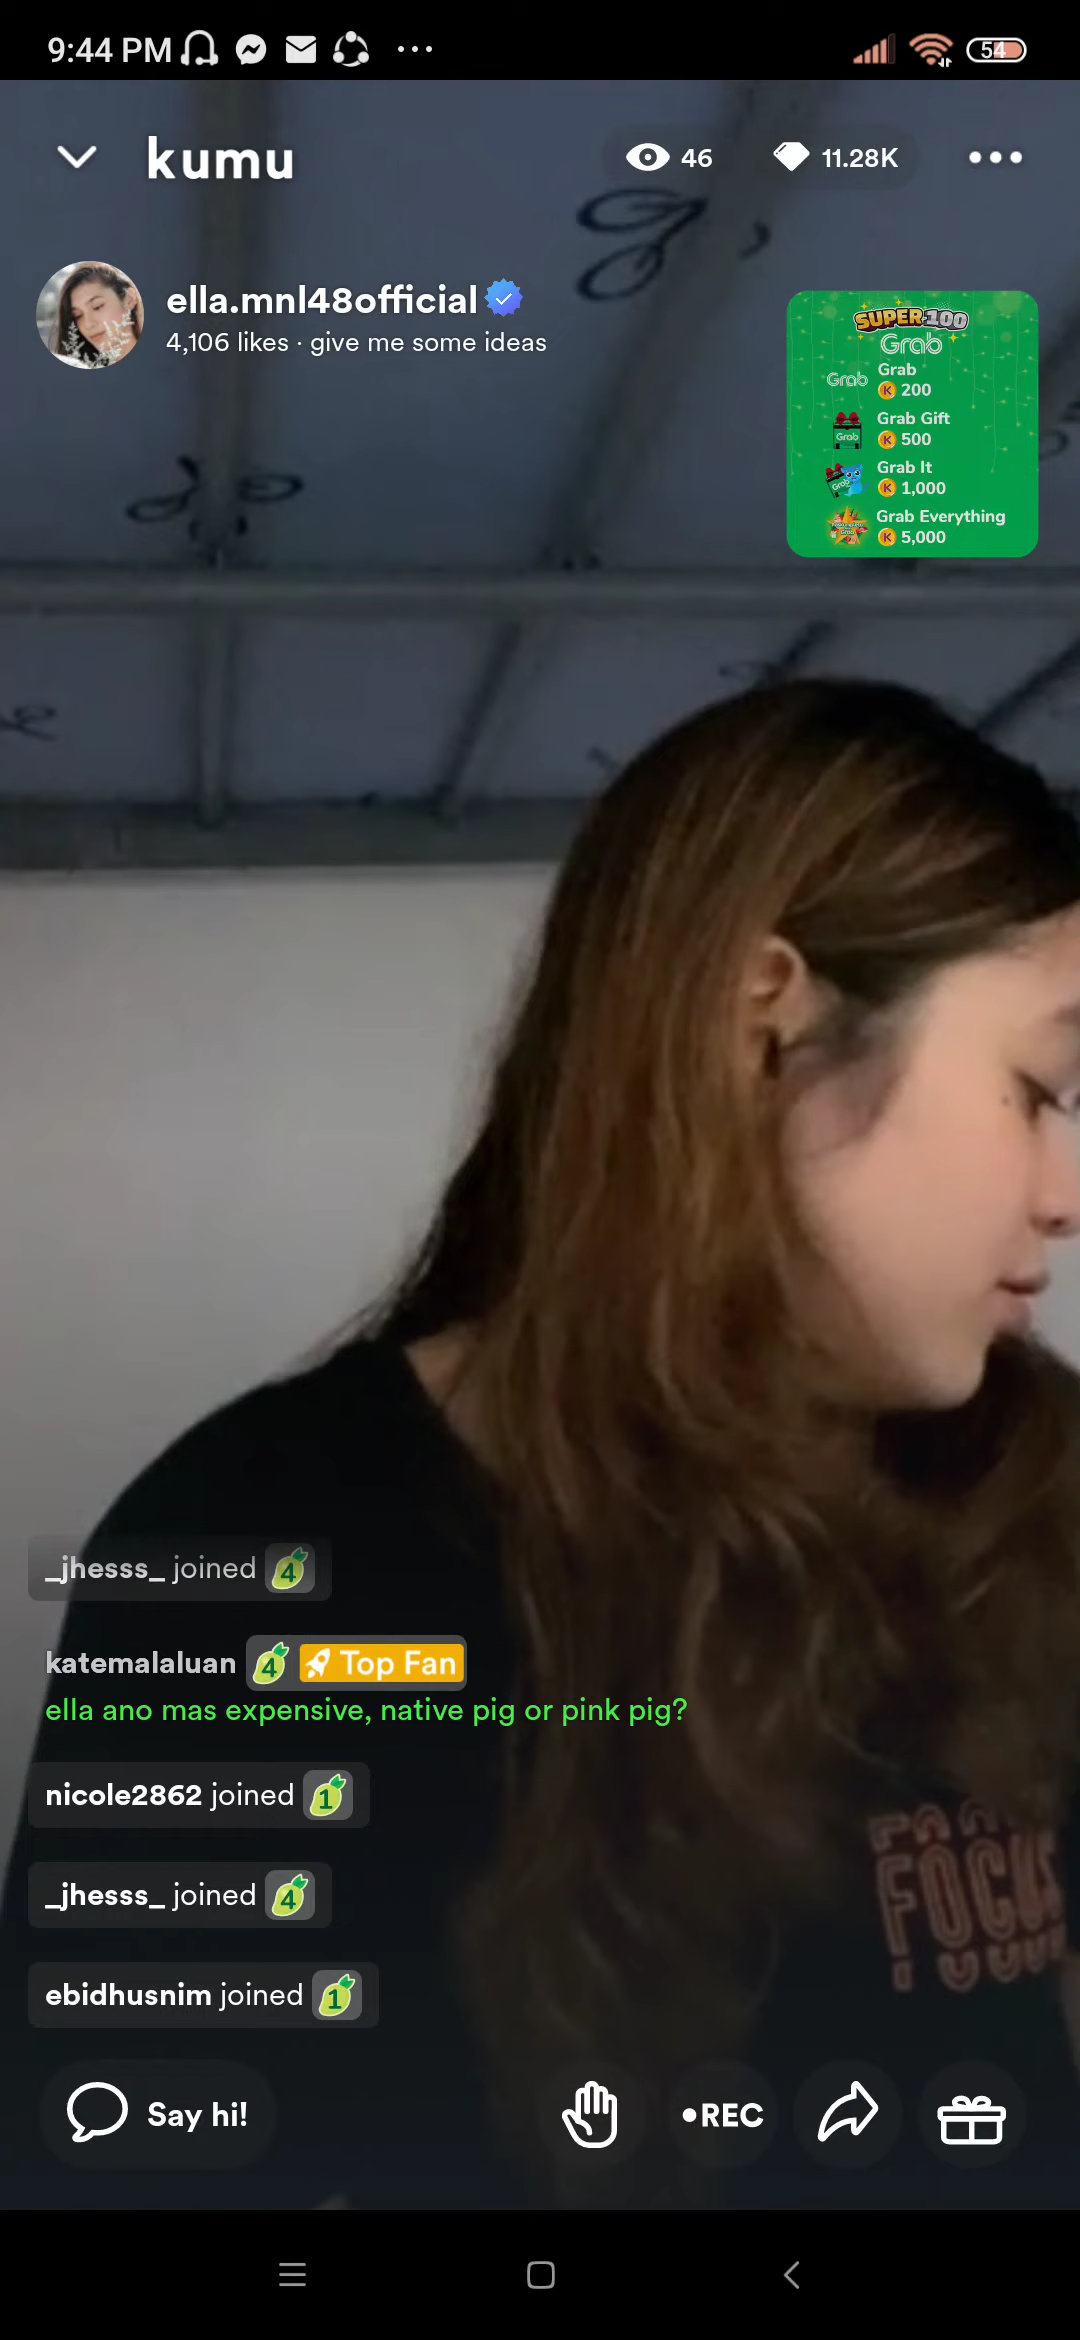 9:44 PM
54
kumu
46
11.28K
ella.mnl48official
4,106 likes · give me some ideas
SUPER 100
Grab
Grab
Grab
200
Grab
Grab Gift
500
Grab
Grab It
1,000
Grab Everything
5,000
_jhesss_ joined 4
katemalaluan 4 Top Fan
ella ano mas expensive, native pig or pink pig?
nicole2862 joined 1
_jhesss_ joined 4
ebidhusnim joined 1
FOCUS
Say hi!
•REC